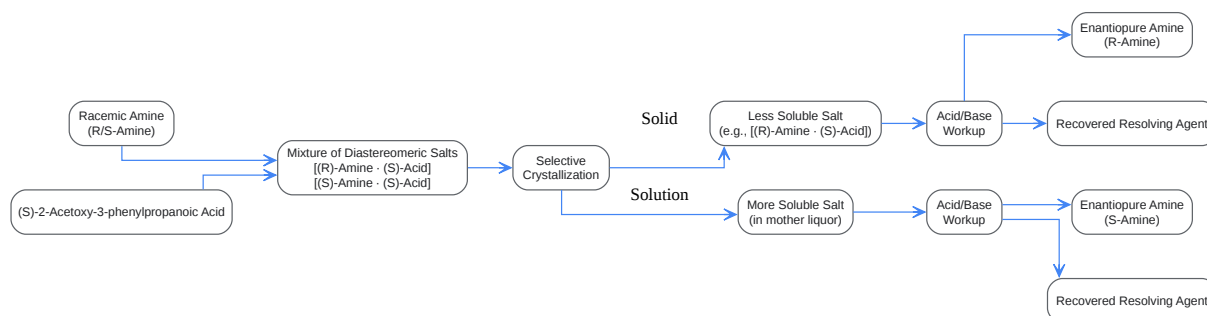 Racemic Amine
(R/S-Amine)
(S)-2-Acetoxy-3-phenylpropanoic Acid
Mixture of Diastereomeric Salts
[(R)-Amine · (S)-Acid]
[(S)-Amine · (S)-Acid]
Selective
Crystallization
Solid
Solution
Less Soluble Salt
(e.g., [(R)-Amine · (S)-Acid])
Acid/Base
Workup
Enantiopure Amine
(R-Amine)
Recovered Resolving Agent
More Soluble Salt
(in mother liquor)
Acid/Base
Workup
Enantiopure Amine
(S-Amine)
Recovered Resolving Agent